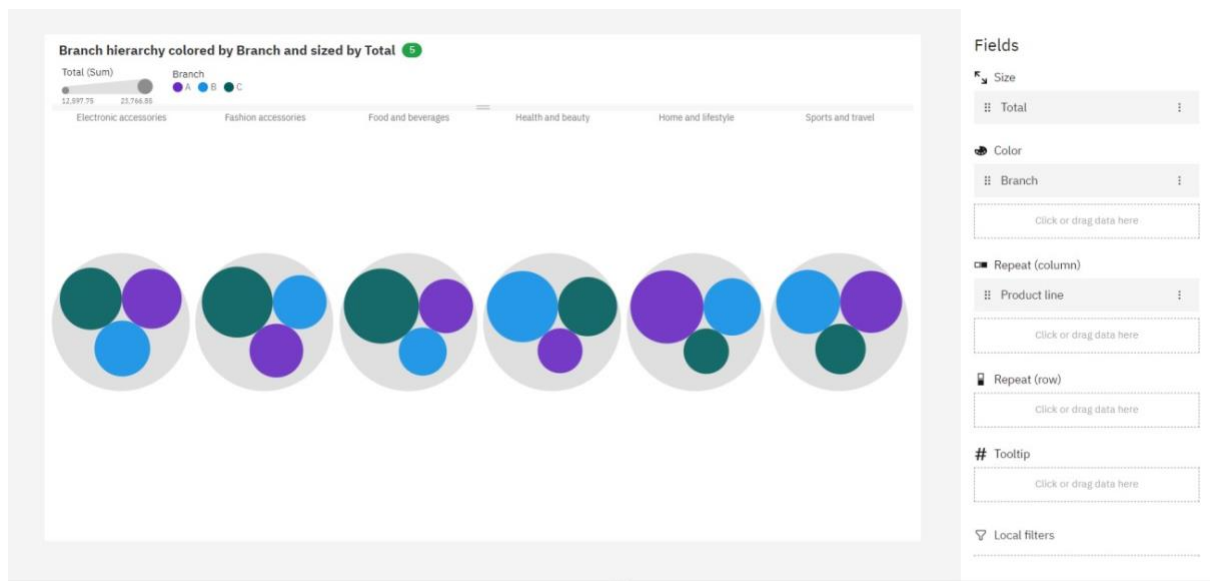 Branch hierarchy colored by Branch and sized by Total 5
Total (Sum)
12,597.75 23,766.85
Branch
A B C
Electronic accessories Fashion accessories Food and beverages Health and beauty Home and lifestyle Sports and travel
Fields
Size
Total
Color
Branch
Click or drag data here
Repeat (column)
Product line
Click or drag data here
Repeat (row)
Click or drag data here
# Tooltip
Click or drag data here
Local filters